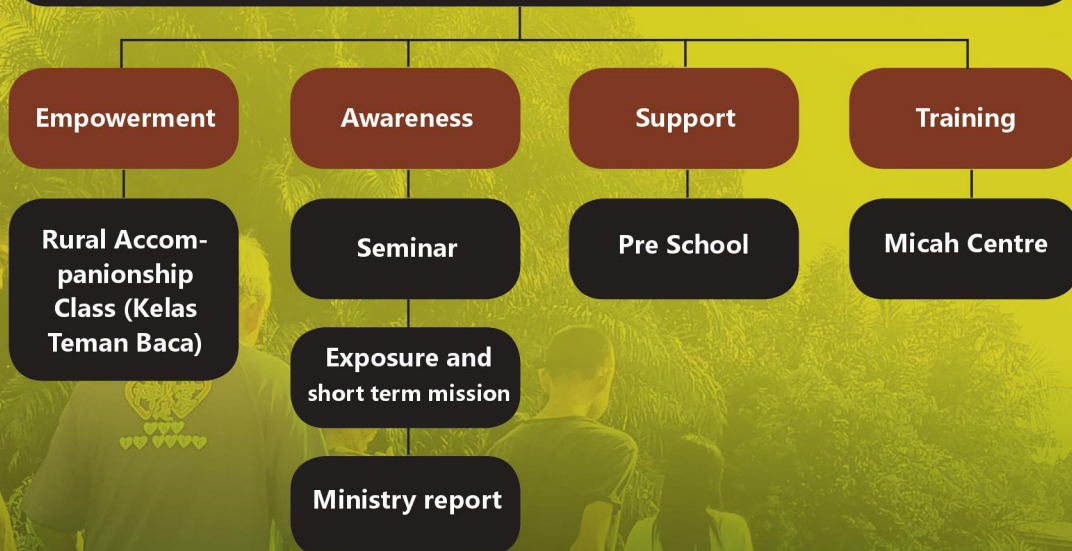 Empowerment
Awareness
Support
Training
Rural Accom-
panionship
Class (Kelas
Teman Baca)
Seminar
Exposure and
short term mission
Ministry report
Pre School
Micah Centre